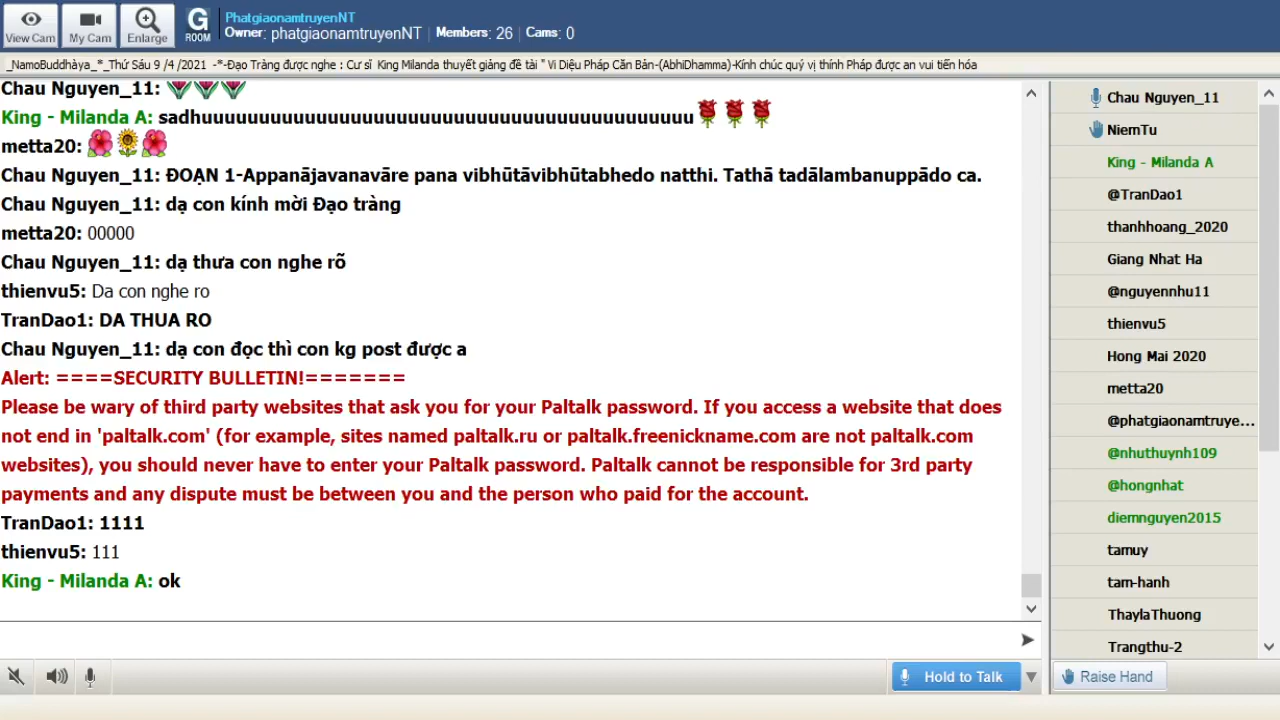 View Cam
My Cam
Enlarge
G
ROOM
PhatgiaonamtruyenNT
Owner: phatgiaonamtruyenNT | Members: 26 | Cams: 0
_NamoBuddhàya_*_Thứ Sáu 9 /4 /2021 -*-Đạo Tràng được nghe : Cư sĩ King Milanda thuyết giảng đề tài " Vi Diệu Pháp Căn Bản-(AbhiDhamma)-Kính chúc quý vị thính Pháp được an vui tiến hóa
Chau Nguyen_11:
King - Milanda A: sadhuuuuuuuuuuuuuuuuuuuuuuuuuuuuuuuuuuuuuuuuuuu
metta20:
Chau Nguyen_11: ĐOẠN 1-Appanājavanavāre pana vibhūtāvibhūtabhedo natthi. Tathā tadālambanuppādo ca.
Chau Nguyen_11: dạ con kính mời Đạo tràng
metta20: 00000
Chau Nguyen_11: dạ thưa con nghe rõ
thienvu5: Da con nghe ro
TranDao1: DA THUA RO
Chau Nguyen_11: dạ con đọc thì con kg post được a
Alert: ====SECURITY BULLETIN!=======
Please be wary of third party websites that ask you for your Paltalk password. If you access a website that does
not end in 'paltalk.com' (for example, sites named paltalk.ru or paltalk.freenickname.com are not paltalk.com
websites), you should never have to enter your Paltalk password. Paltalk cannot be responsible for 3rd party
payments and any dispute must be between you and the person who paid for the account.
TranDao1: 1111
thienvu5: 111
King - Milanda A: ok
Chau Nguyen_11
NiemTu
King - Milanda A
@TranDao1
thanhhoang_2020
Giang Nhat Ha
@nguyennhu11
thienvu5
Hong Mai 2020
metta20
@phatgiaonamtruye...
@nhuthuynh109
@hongnhat
diemnguyen2015
tamuy
tam-hanh
ThaylaThuong
Trangthu-2
Hold to Talk
Raise Hand